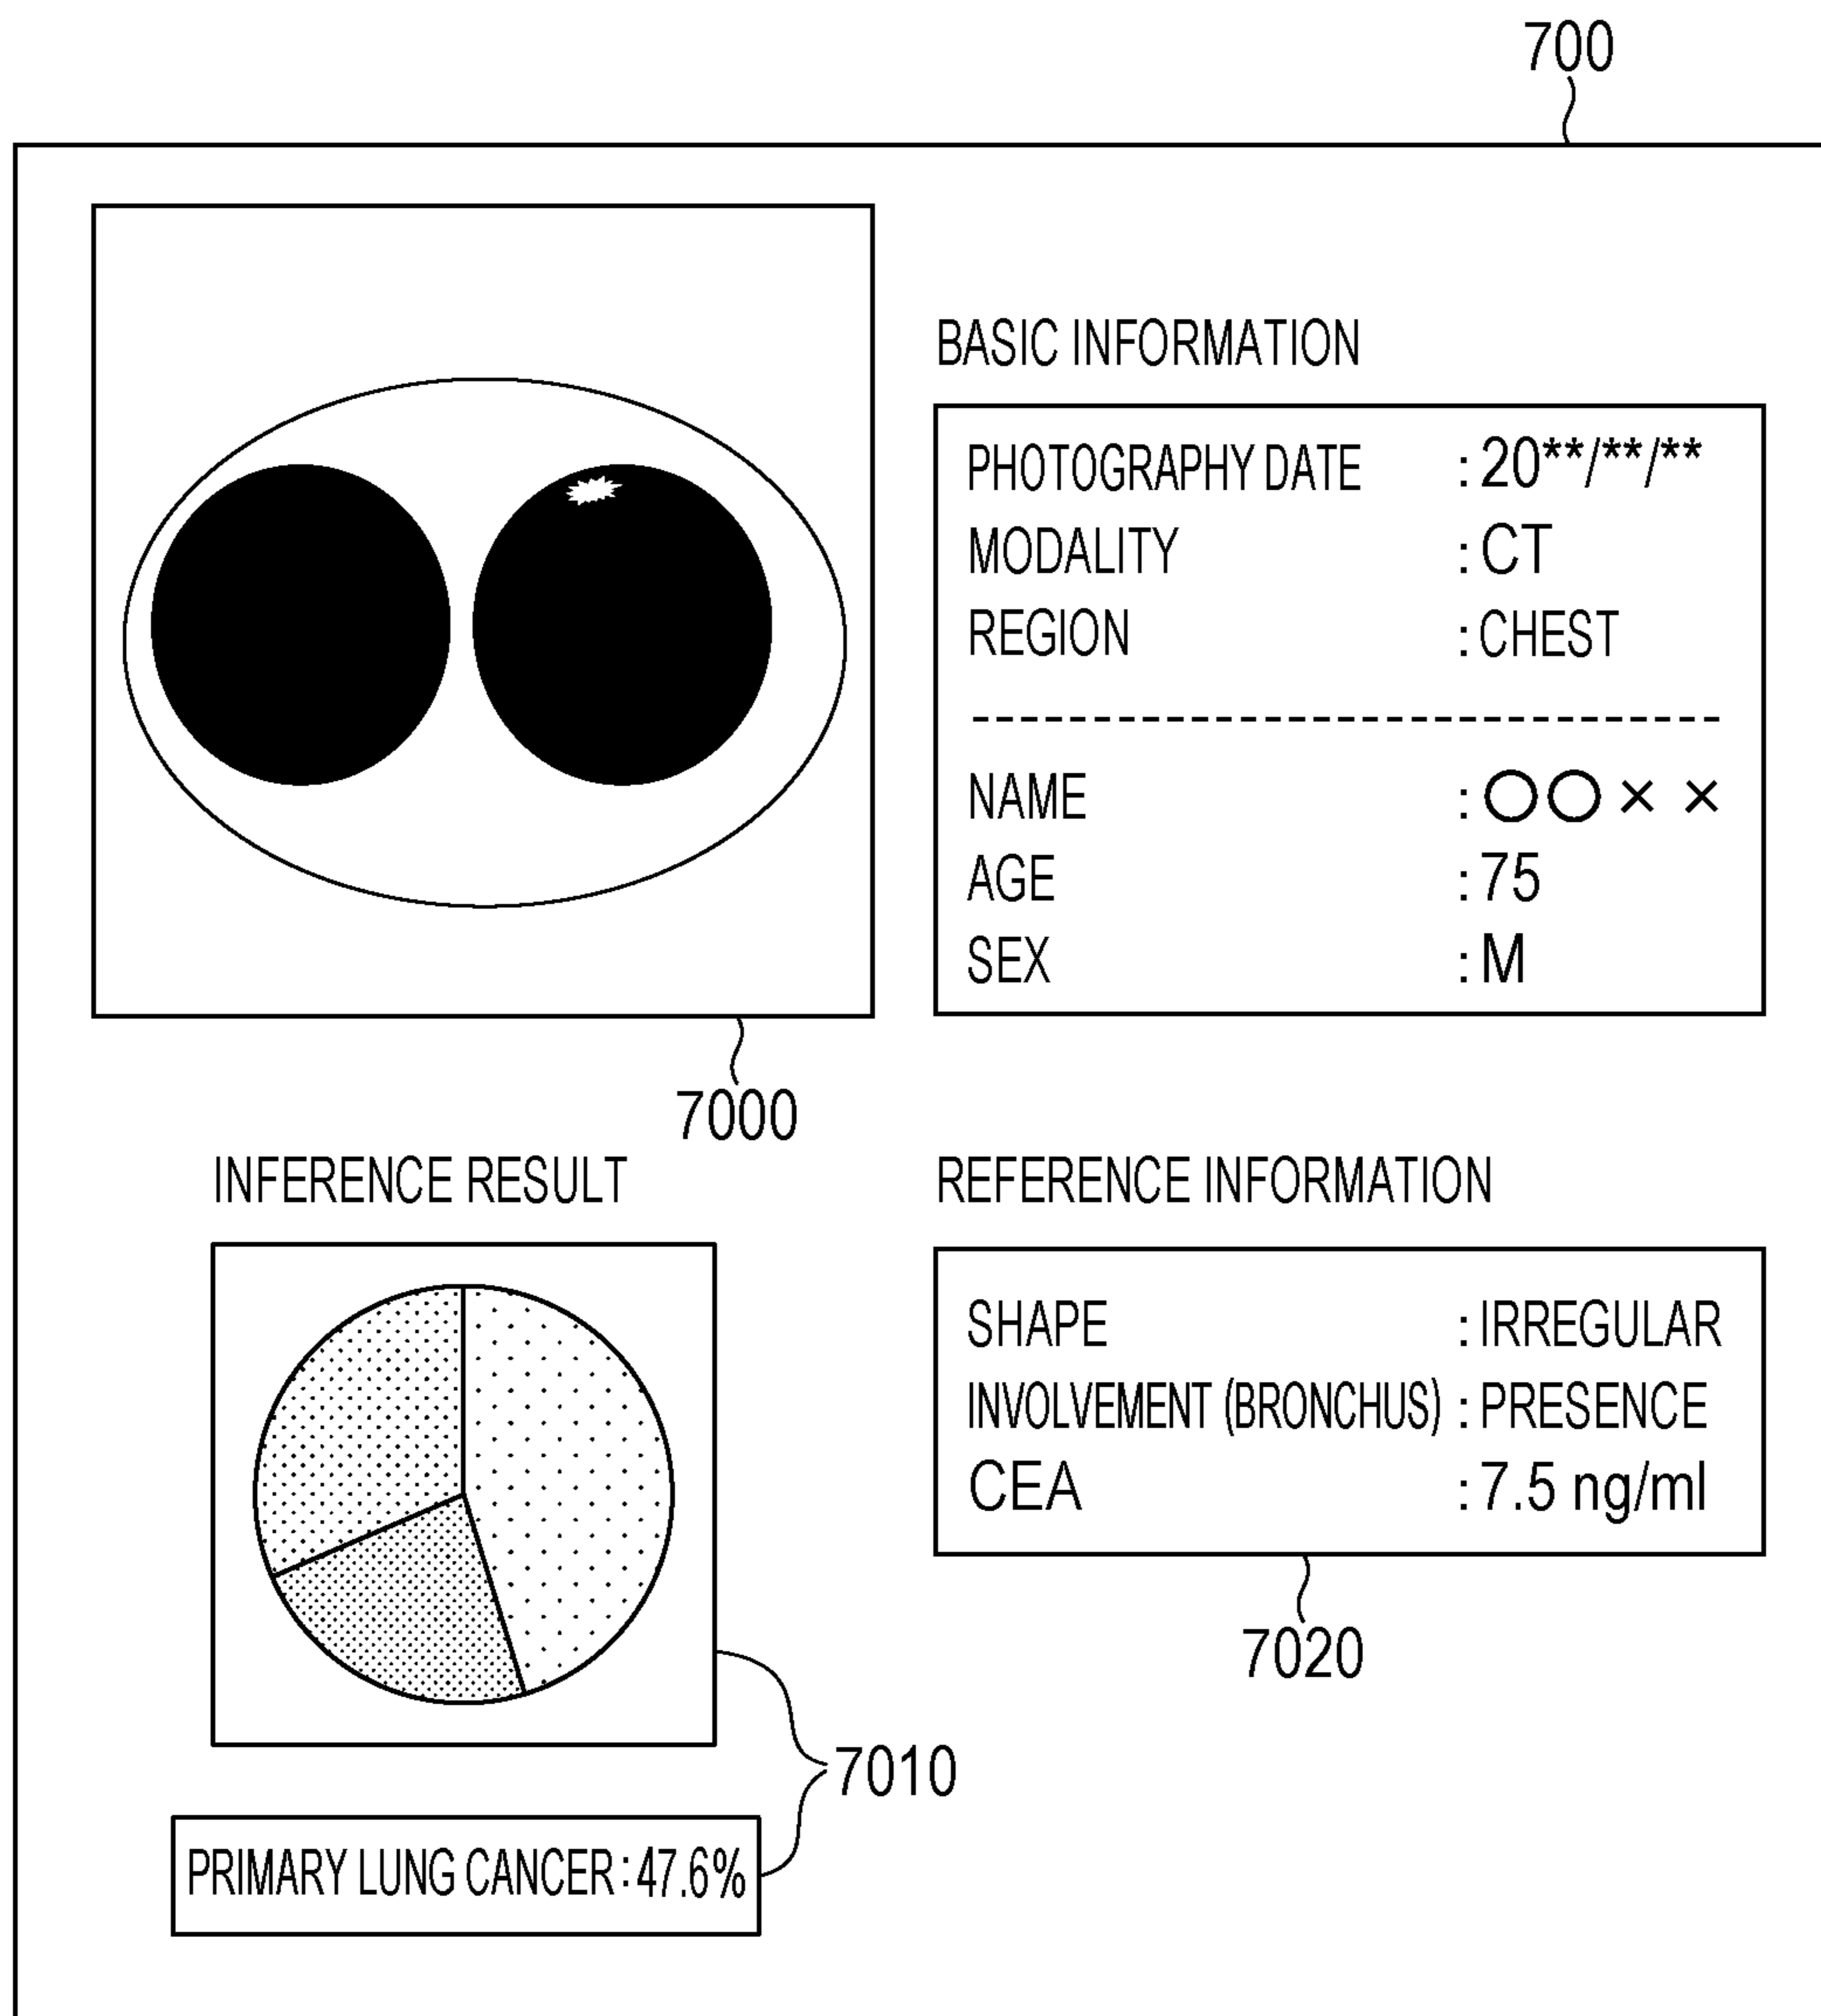 700
BASIC INFORMATION
PHOTOGRAPHY DATE : 20**/**/**
MODALITY : CT
REGION : CHEST
NAME : ○○××
AGE : 75
SEX : M
7000
INFERENCE RESULT
REFERENCE INFORMATION
SHAPE : IRREGULAR
INVOLVEMENT (BRONCHUS) : PRESENCE
CEA : 7.5 ng/ml
7020
7010
PRIMARY LUNG CANCER : 47.6%